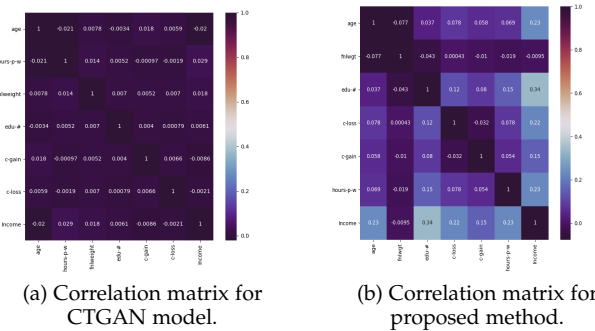 age 1 -0.021 0.0078 -0.0034 0.018 0.0059 -0.02
ours-p-w -0.021 1 0.014 0.0052 -0.00097 -0.0019 0.029
nlweight 0.0078 0.014 1 0.007 0.0052 0.007 0.018
edu-# -0.0034 0.0052 0.007 1 0.004 0.00079 0.0061
c-gain 0.018 -0.00097 0.0052 0.004 1 0.0066 -0.0086
c-loss 0.0059 -0.0019 0.007 0.00079 0.0066 1 -0.0021
Income -0.02 0.029 0.018 0.0061 -0.0086 -0.0021 1
age hours-p-w fnlweight edu-# c-gain c-loss Income
1.0
0.8
0.6
0.4
0.2
0.0
(a) Correlation matrix for
CTGAN model.
age 1 -0.077 0.037 0.078 0.058 0.069 0.23
fnlwgt -0.077 1 -0.043 0.00043 -0.01 -0.019 -0.0095
edu-# 0.037 -0.043 1 0.12 0.08 0.15 0.34
c-loss 0.078 0.00043 0.12 1 -0.032 0.078 0.22
c-gain 0.058 -0.01 0.08 -0.032 1 0.054 0.15
hours-p-w 0.069 -0.019 0.15 0.078 0.054 1 0.23
Income 0.23 -0.0095 0.34 0.22 0.15 0.23 1
age fnlwgt edu-# c-loss c-gain hours-p-w Income
1.0
0.8
0.6
0.4
0.2
0.0
(b) Correlation matrix for
proposed method.